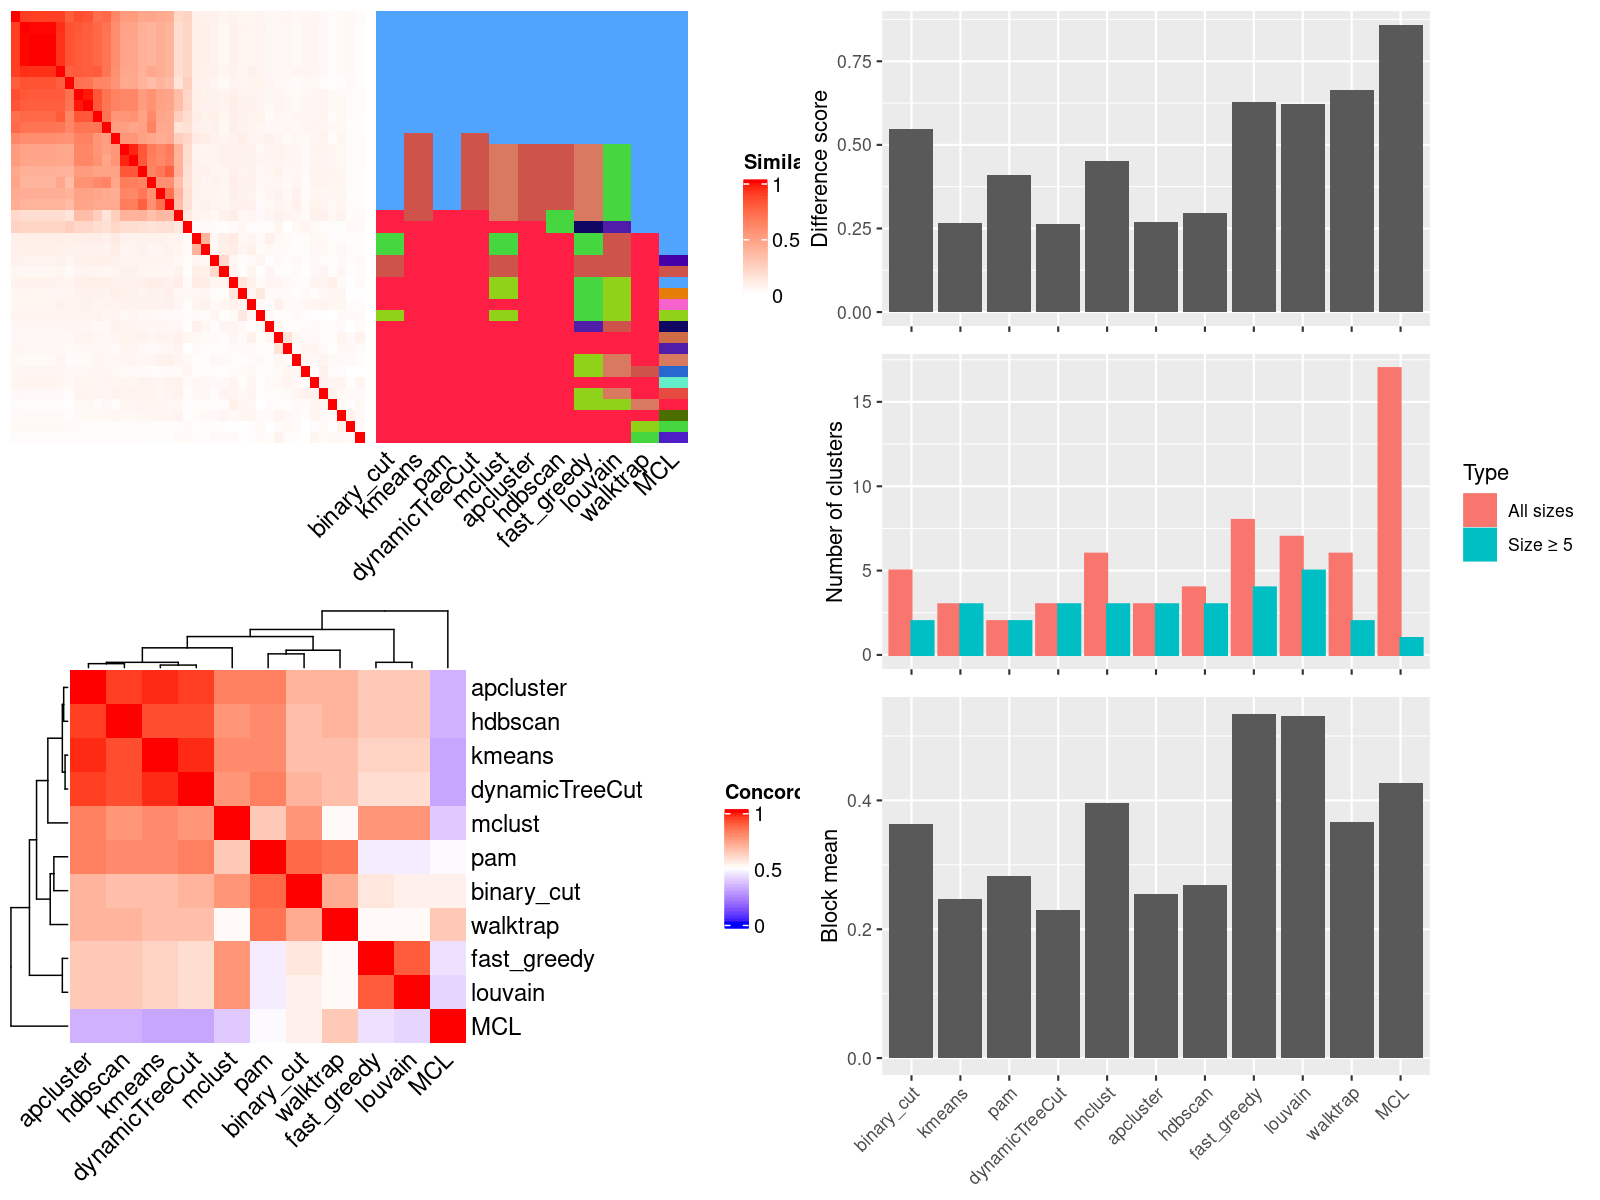 Simila
1
0.5
0
binary_cut
kmeans
pam
dynamicTreeCut
mclust
apcluster
hdbscan
fast_greedy
louvain
walktrap
MCL
apcluster
hdbscan
kmeans
dynamicTreeCut
mclust
pam
binary_cut
walktrap
fast_greedy
louvain
MCL
apcluster
hdbscan
kmeans
dynamicTreeCut
mclust
pam
binary_cut
walktrap
fast_greedy
louvain
MCL
Concord
1
0.5
0
Difference score
0.75
0.50
0.25
0.00
Number of clusters
15
10
5
0
Type
All sizes
Size ≥ 5
Block mean
0.4
0.2
0.0
binary_cut
kmeans
pam
dynamicTreeCut
mclust
apcluster
hdbscan
fast_greedy
louvain
walktrap
MCL